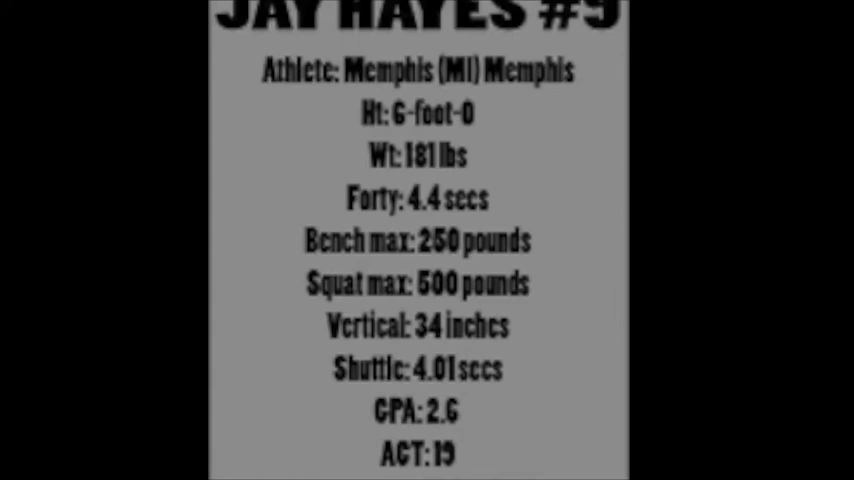 JAY HAYES #9
Athlete: Memphis (MI) Memphis
Ht: 6-foot-0
Wt: 181 lbs
Forty: 4.4 secs
Bench max: 250 pounds
Squat max: 500 pounds
Vertical: 34 inches
Shuttle: 4.01 secs
GPA: 2.6
ACT: 19